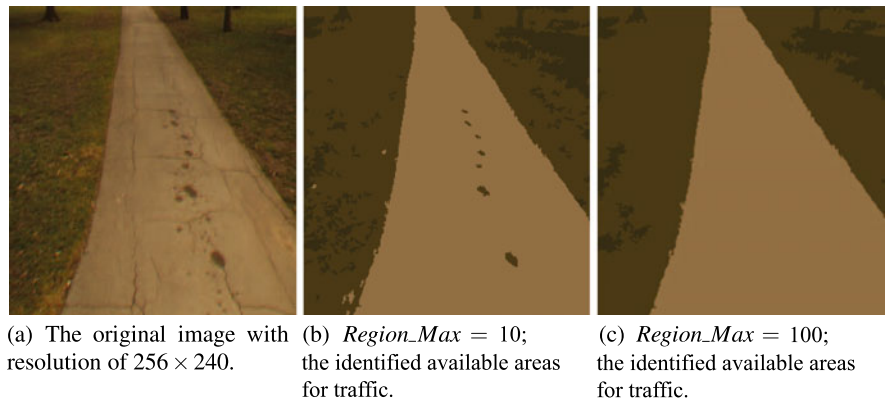 (a) The original image with
resolution of 256 × 240.
(b) Region_Max = 10;
the identified available areas
for traffic.
(c) Region_Max = 100;
the identified available areas
for traffic.